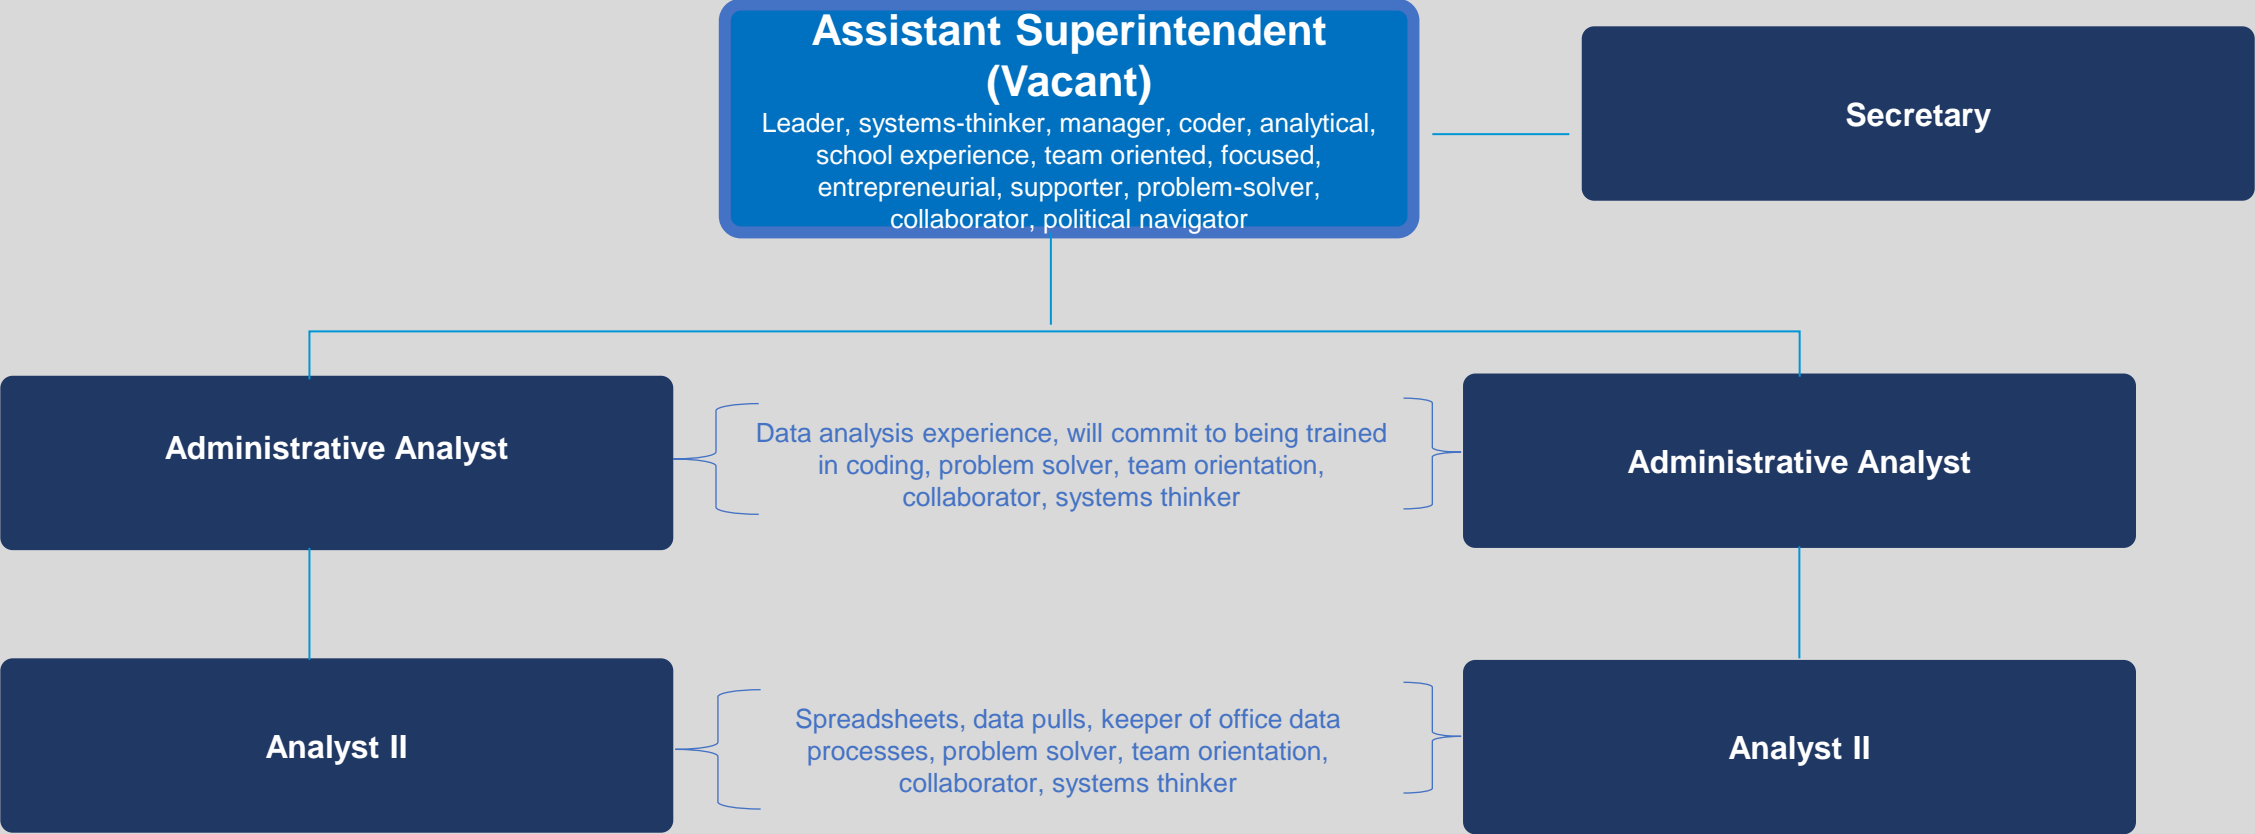 Assistant Superintendent
(Vacant)
Leader, systems-thinker, manager, coder, analytical,
school experience, team oriented, focused,
entrepreneurial, supporter, problem-solver,
collaborator, political navigator
Secretary
Administrative Analyst
Data analysis experience, will commit to being trained
in coding, problem solver, team orientation,
collaborator, systems thinker
Administrative Analyst
Analyst II
Spreadsheets, data pulls, keeper of office data
processes, problem solver, team orientation,
collaborator, systems thinker
Analyst II